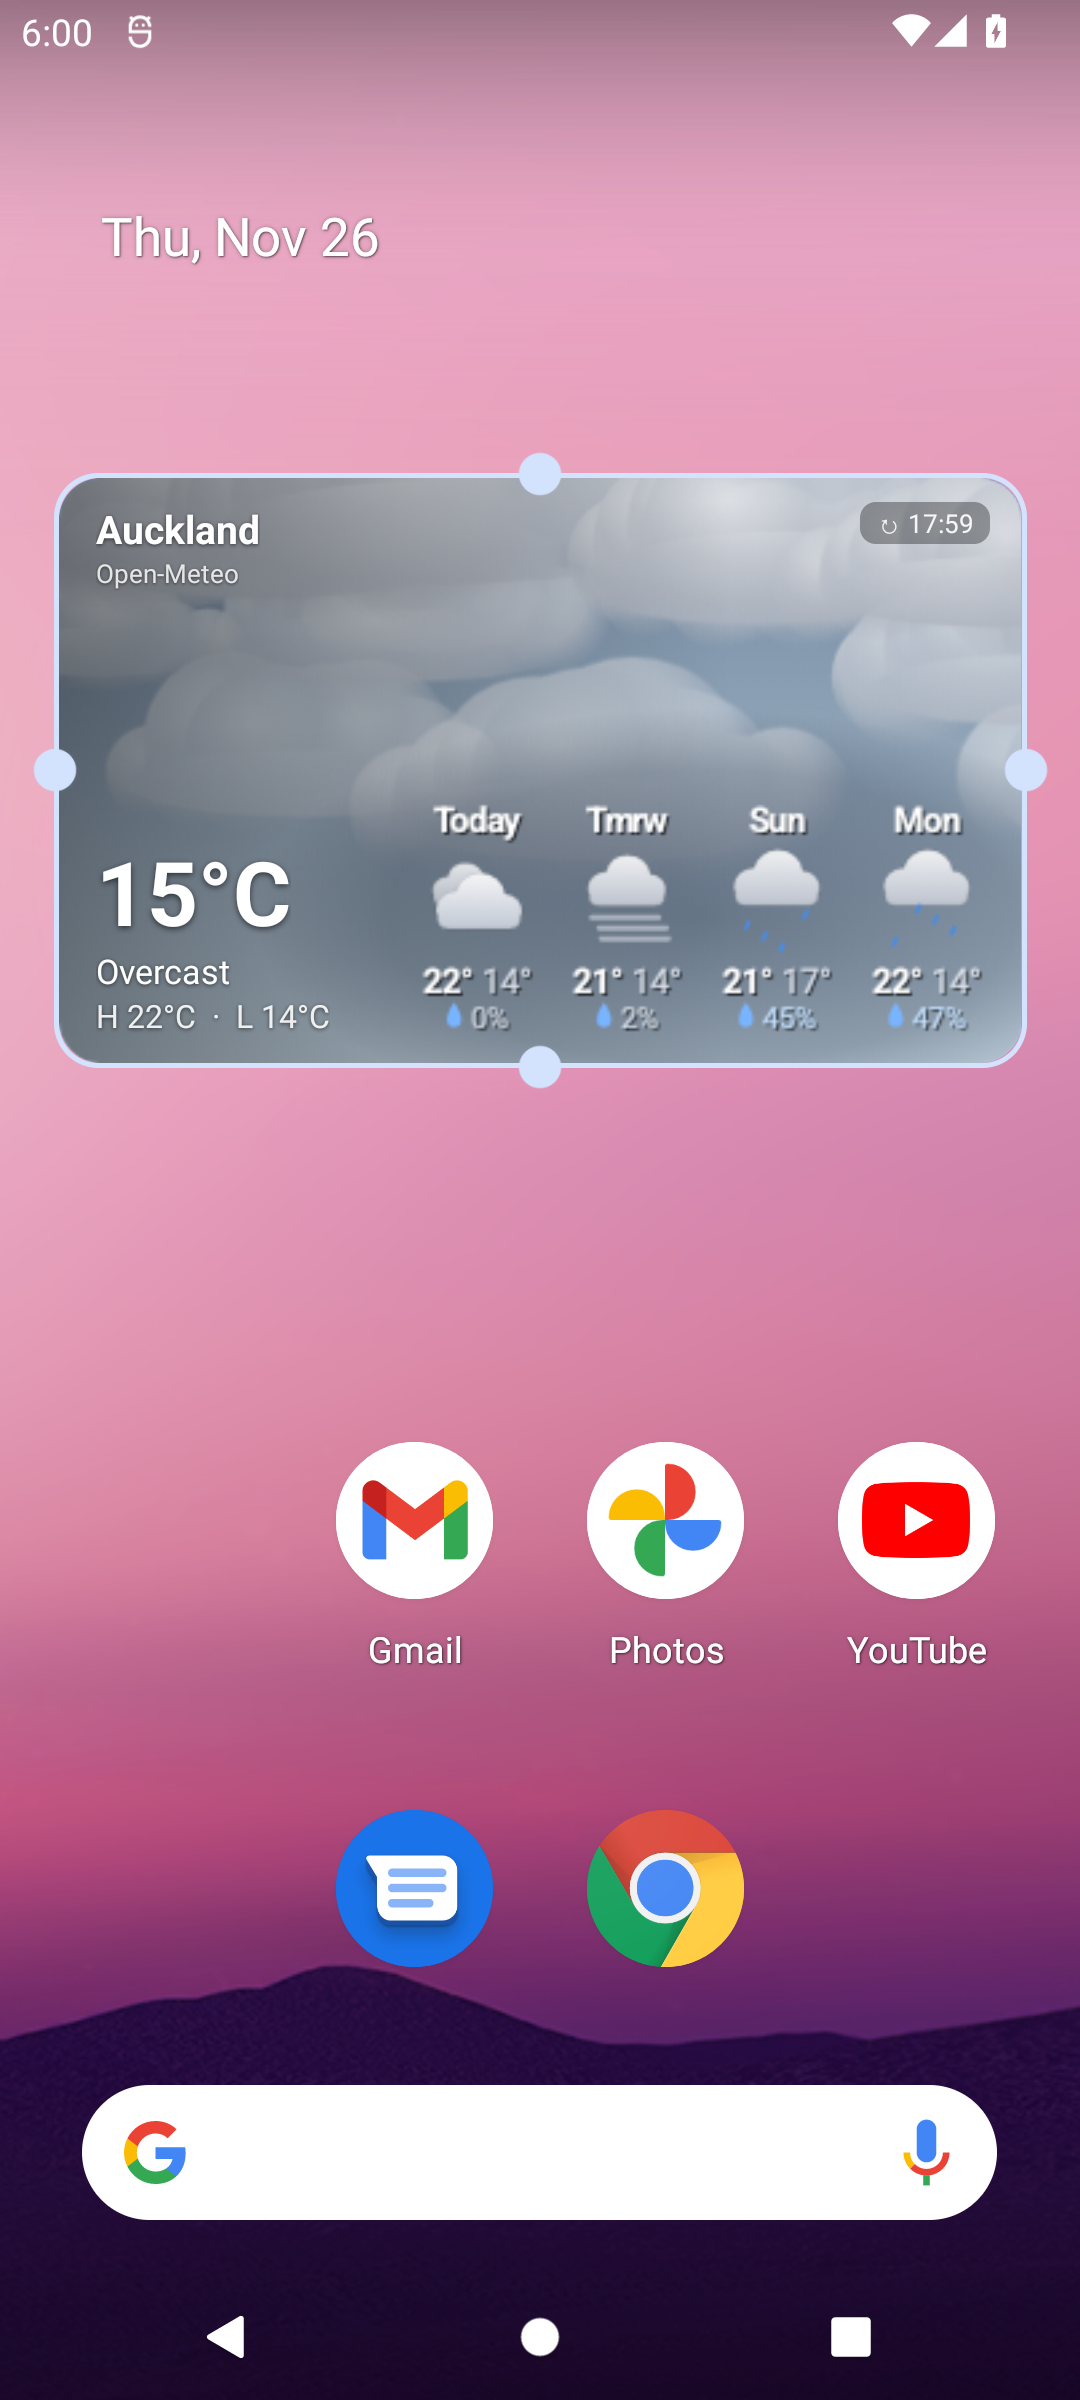 6:00
Thu, Nov 26
Auckland
Open-Meteo
↻ 17:59
15°C
Overcast
H 22°C · L 14°C
Today Tmrw Sun Mon
22° 14° 21° 14° 21° 17° 22° 14°
0% 2% 45% 47%
Gmail Photos YouTube